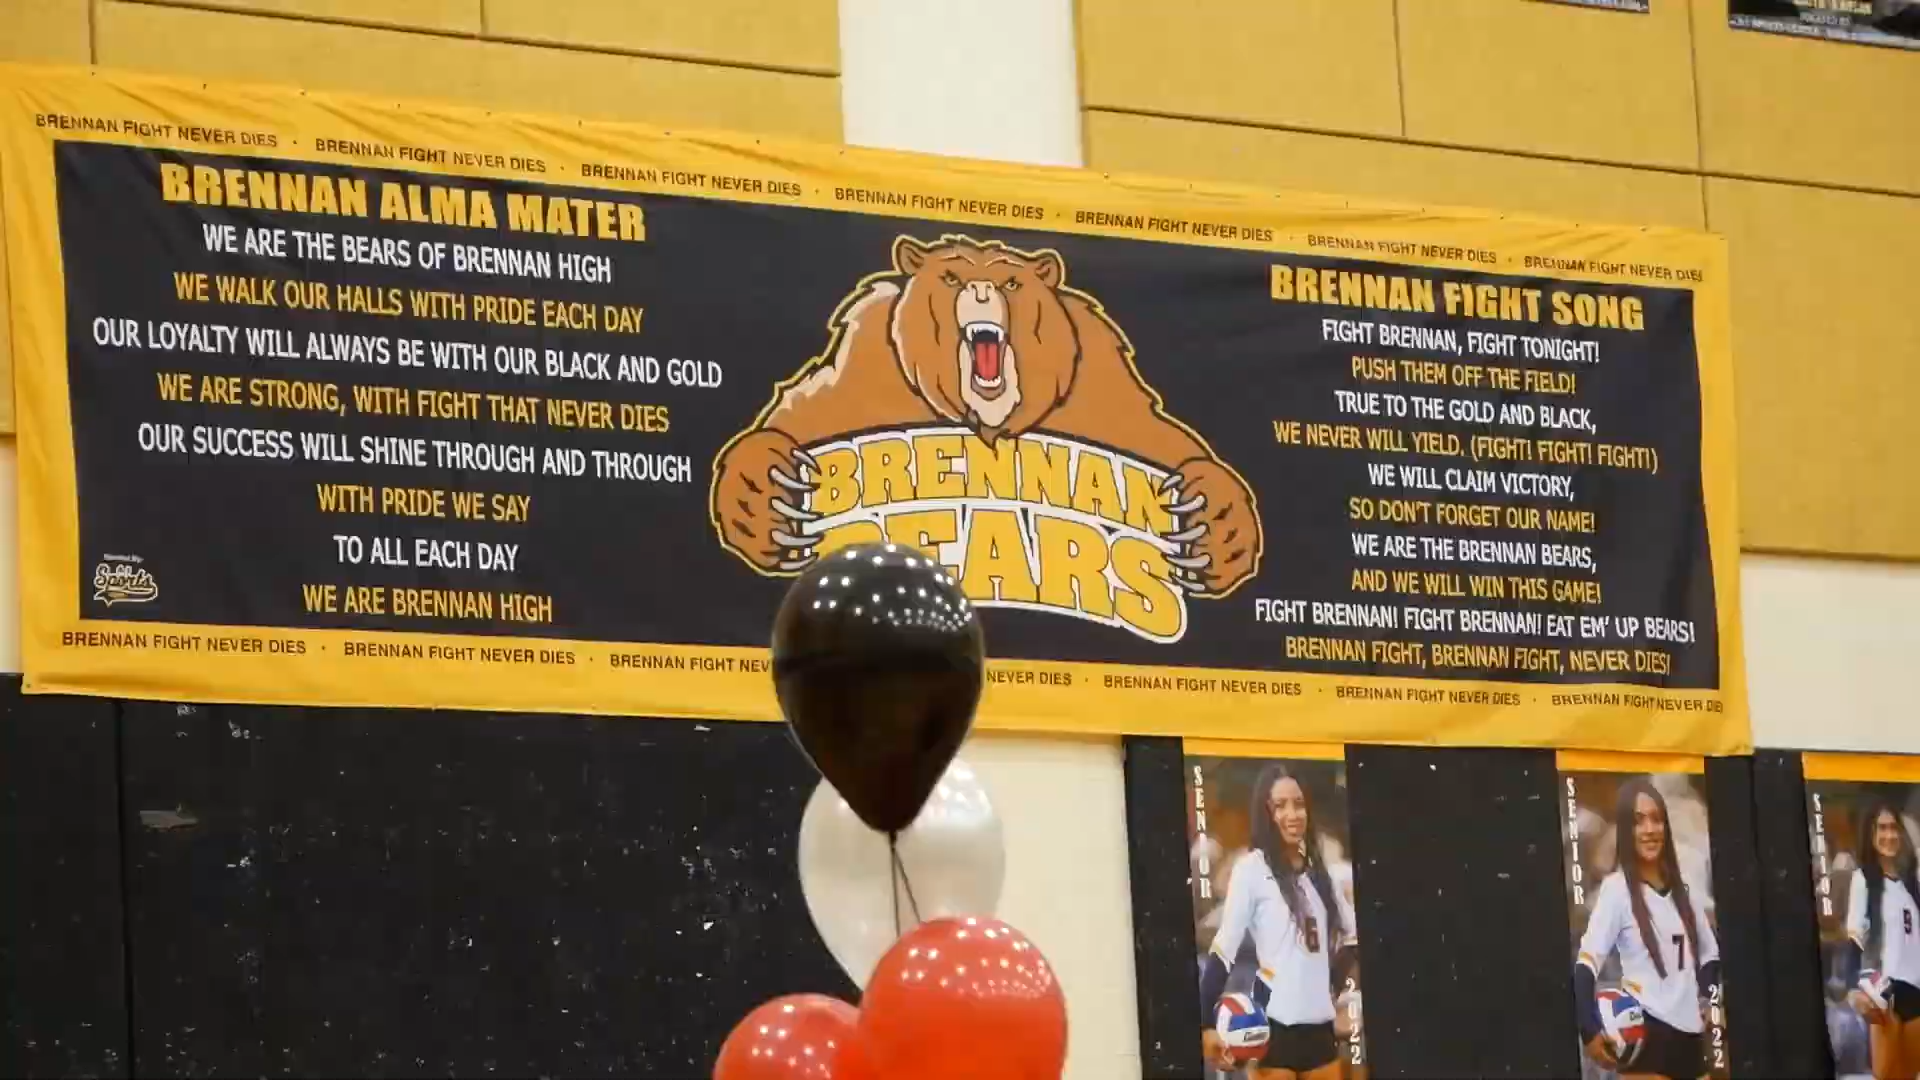 BRENNAN FIGHT NEVER DIES · BRENNAN FIGHT NEVER DIES · BRENNAN FIGHT NEVER DIES · BRENNAN FIGHT NEVER DIES · BRENNAN FIGHT NEVER DIES · BRENNAN FIGHT NEVER DIES · BRENNAN FIGHT NEVER DIES
BRENNAN ALMA MATER
WE ARE THE BEARS OF BRENNAN HIGH
WE WALK OUR HALLS WITH PRIDE EACH DAY
OUR LOYALTY WILL ALWAYS BE WITH OUR BLACK AND GOLD
WE ARE STRONG, WITH FIGHT THAT NEVER DIES
OUR SUCCESS WILL SHINE THROUGH AND THROUGH
WITH PRIDE WE SAY
TO ALL EACH DAY
WE ARE BRENNAN HIGH
Sports
BRENNAN
BEARS
BRENNAN FIGHT SONG
FIGHT BRENNAN, FIGHT TONIGHT!
PUSH THEM OFF THE FIELD!
TRUE TO THE GOLD AND BLACK,
WE NEVER WILL YIELD. (FIGHT! FIGHT! FIGHT!)
WE WILL CLAIM VICTORY,
SO DON'T FORGET OUR NAME!
WE ARE THE BRENNAN BEARS,
AND WE WILL WIN THIS GAME!
FIGHT BRENNAN! FIGHT BRENNAN! EAT EM' UP BEARS!
BRENNAN FIGHT, BRENNAN FIGHT, NEVER DIES!
BRENNAN FIGHT NEVER DIES · BRENNAN FIGHT NEVER DIES · BRENNAN FIGHT NEV NEVER DIES · BRENNAN FIGHT NEVER DIES · BRENNAN FIGHT NEVER DIES · BRENNAN FIGHT NEVER DIES
SENIOR
6
2022
SENIOR
7
2022
SENIOR
9